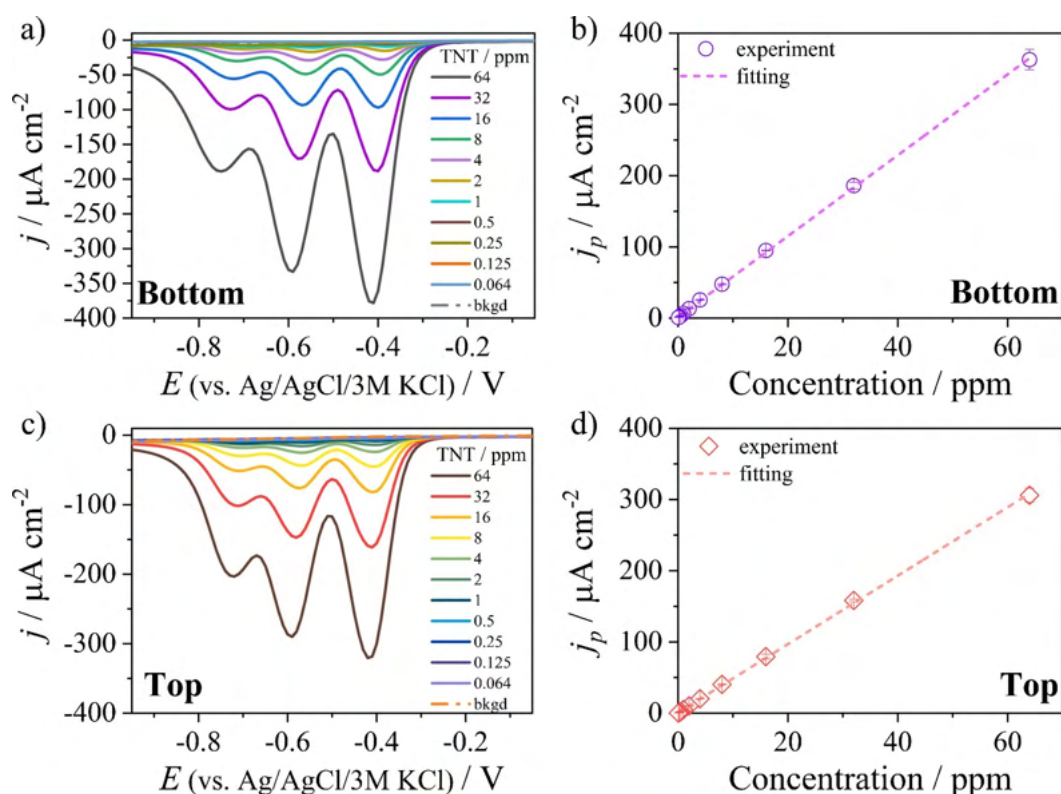 a)
0
-50
-100
-150
-200
-250
-300
-350
-400
j / μA cm⁻²
TNT / ppm
64
32
16
8
4
2
1
0.5
0.25
0.125
0.064
bkgd
Bottom
-0.8 -0.6 -0.4 -0.2
E (vs. Ag/AgCl/3M KCl) / V
b)
400
300
200
100
0
jₚ / μA cm⁻²
experiment
fitting
Bottom
0 20 40 60
Concentration / ppm
c)
0
-100
-200
-300
-400
j / μA cm⁻²
TNT / ppm
64
32
16
8
4
2
1
0.5
0.25
0.125
0.064
bkgd
Top
-0.8 -0.6 -0.4 -0.2
E (vs. Ag/AgCl/3M KCl) / V
d)
400
300
200
100
0
jₚ / μA cm⁻²
experiment
fitting
Top
0 20 40 60
Concentration / ppm